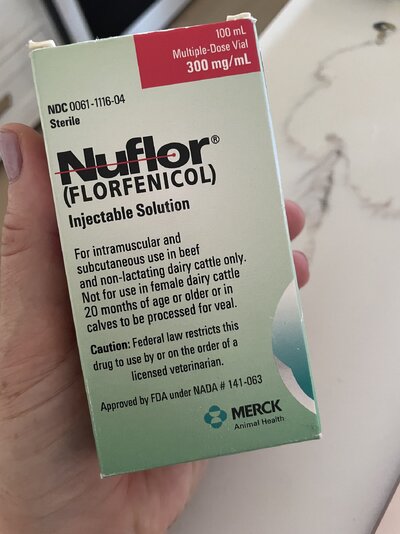 100 mL
Multiple-Dose Vial
300 mg/mL
NDC 0061-1116-04
Sterile
Nuflor®
(FLORFENICOL)
Injectable Solution
For intramuscular and
subcutaneous use in beef
and non-lactating dairy cattle only.
Not for use in female dairy cattle
20 months of age or older or in
calves to be processed for veal.
Caution: Federal law restricts this
drug to use by or on the order of a
licensed veterinarian.
Approved by FDA under NADA # 141-063
MERCK
Animal Health